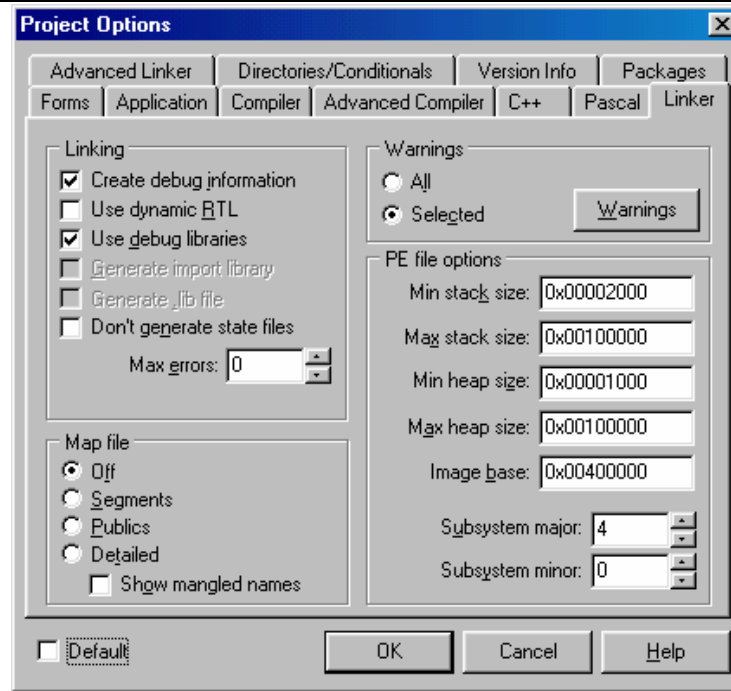 Project Options
Advanced Linker Directories/Conditionals Version Info Packages
Forms Application Compiler Advanced Compiler C++ Pascal Linker
Linking
Create debug information
Use dynamic RTL
Use debug libraries
Generate import library
Generate .lib file
Don't generate state files
Max errors: 0
Map file
Off
Segments
Publics
Detailed
Show mangled names
Warnings
All
Selected
Warnings
PE file options
Min stack size: 0x00002000
Max stack size: 0x00100000
Min heap size: 0x00001000
Max heap size: 0x00100000
Image base: 0x00400000
Subsystem major: 4
Subsystem minor: 0
Default OK Cancel Help